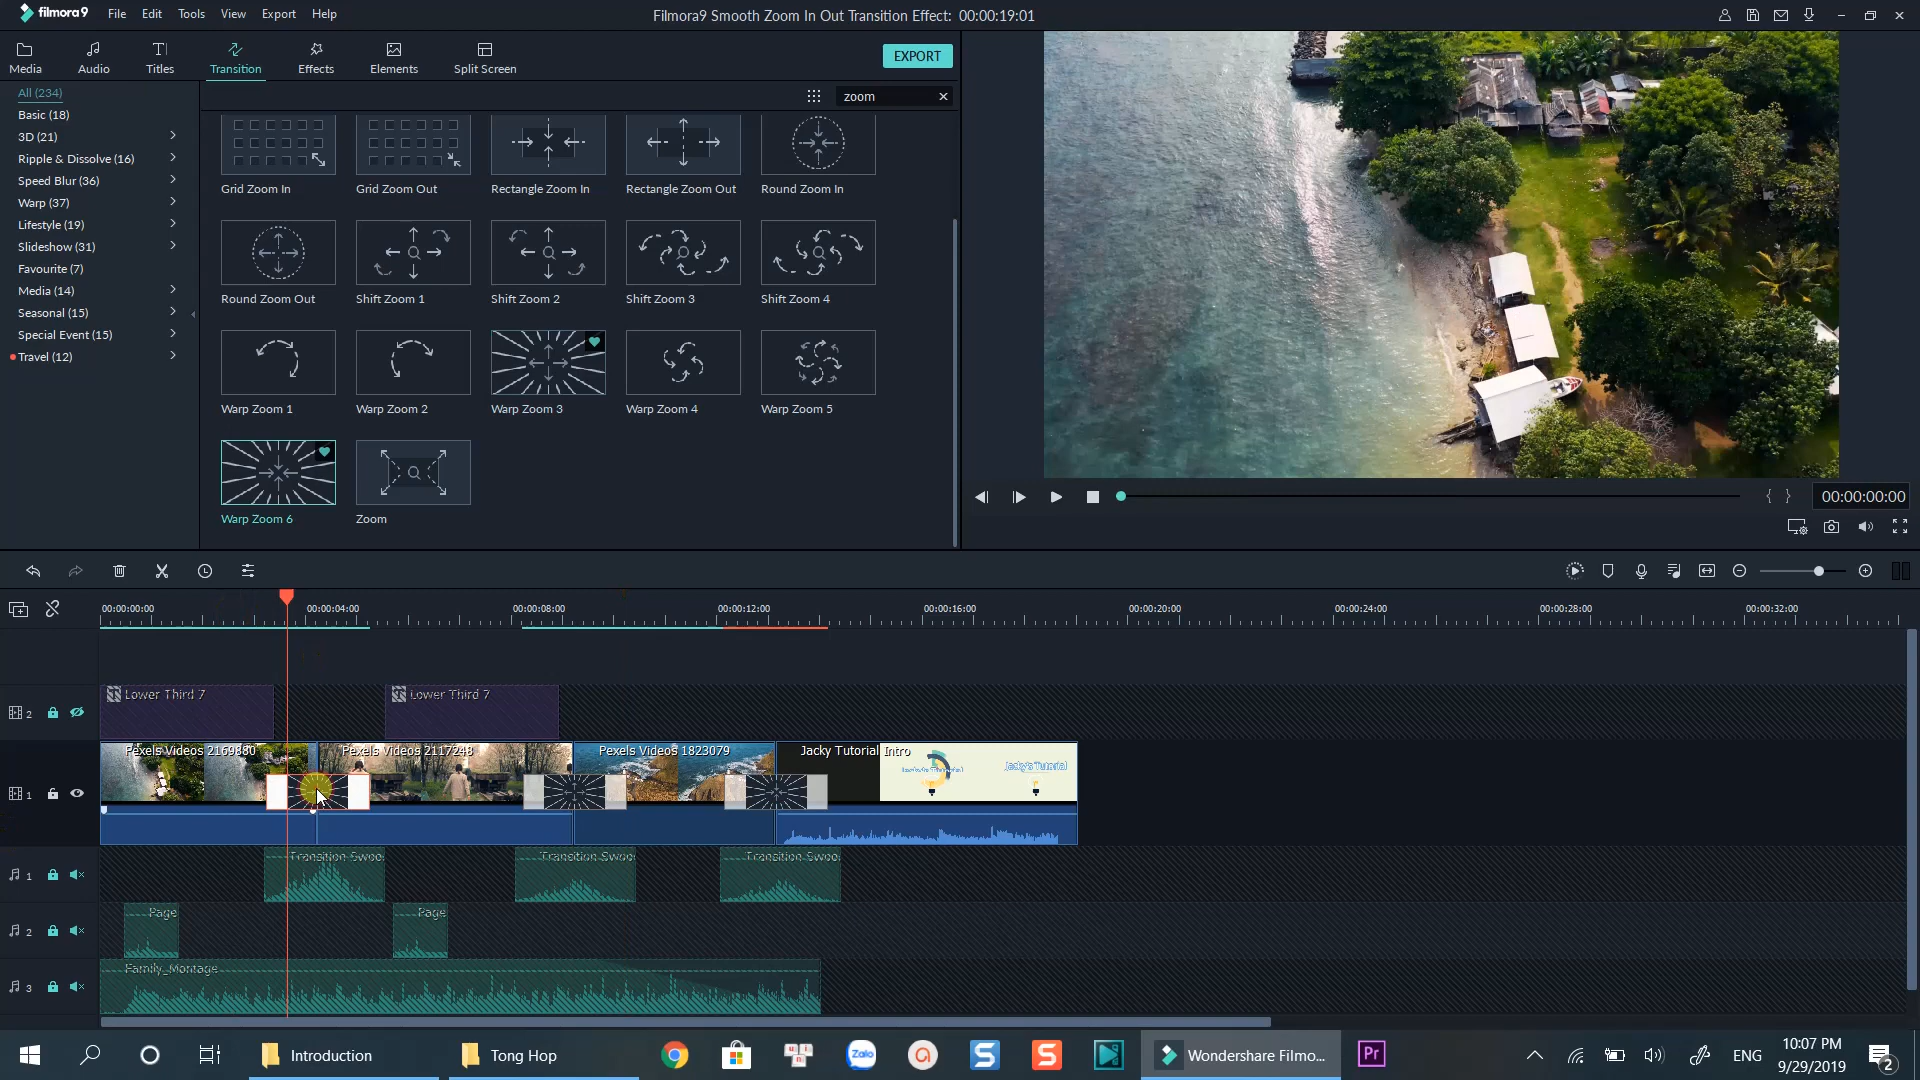 filmora9
File Edit Tools View Export Help
Filmora9 Smooth Zoom In Out Transition Effect: 00:00:19:01
Media Audio Titles Transition Effects Elements Split Screen
EXPORT
zoom
All (234)
Basic (18)
3D (21)
Ripple & Dissolve (16)
Speed Blur (36)
Warp (37)
Lifestyle (19)
Slideshow (31)
Favourite (7)
Media (14)
Seasonal (15)
Special Event (15)
Travel (12)
Grid Zoom In Grid Zoom Out Rectangle Zoom In Rectangle Zoom Out Round Zoom In
Round Zoom Out Shift Zoom 1 Shift Zoom 2 Shift Zoom 3 Shift Zoom 4
Warp Zoom 1 Warp Zoom 2 Warp Zoom 3 Warp Zoom 4 Warp Zoom 5
Warp Zoom 6 Zoom
00:00:00:00
00:00:00:00 00:00:04:00 00:00:08:00 00:00:12:00 00:00:16:00 00:00:20:00 00:00:24:00 00:00:28:00 00:00:32:00
2 Lower Third 7 Lower Third 7
Pexels Videos 2169880 Pexels Videos 2117248 Pexels Videos 1823079 Jacky Tutorial Intro
1
1 Transition Swoo Transition Swoo Transition Swoo
2 Page Page
3 Family_Montage
Introduction Tong Hop Zalo S S Wondershare Filmo... Pr ENG
10:07 PM
9/29/2019
2